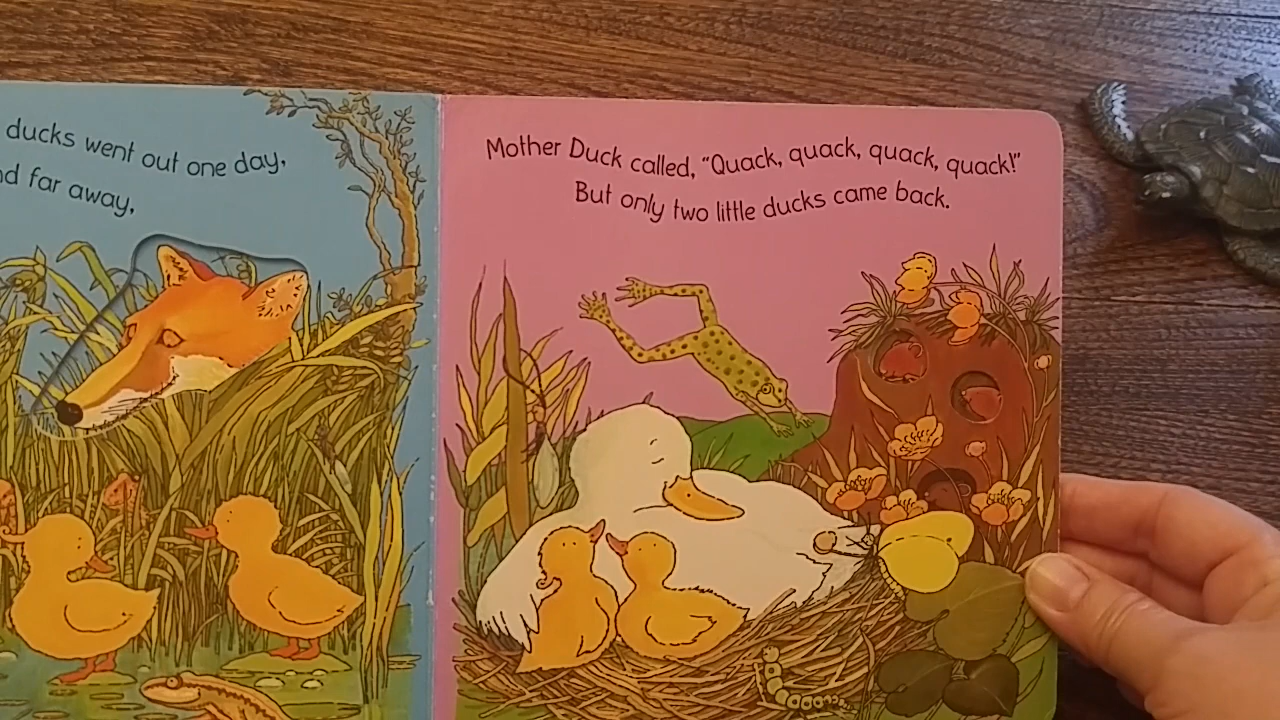 ducks went out one day,
far away,
Mother Duck called, “Quack, quack, quack, quack!”
But only two little ducks came back.